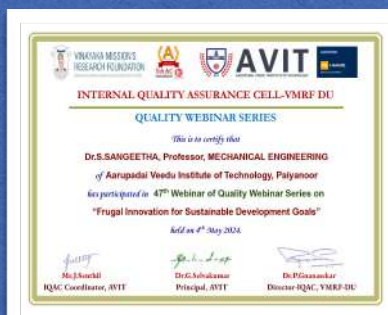 VINAYAKA MISSION'S
RESEARCH FOUNDATION
NAAC
AVIT
INTERNAL QUALITY ASSURANCE CELL-VMRF DU
QUALITY WEBINAR SERIES
This is to certify that
Dr.S.SANGEETHA, Professor, MECHANICAL ENGINEERING
of Aarupadai Veedu Institute of Technology, Paiyanoor
has participated in 47th Webinar of Quality Webinar Series on
"Frugal Innovation for Sustainable Development Goals"
held on 4th May 2024.
Mr.J.Senthil
Dr.G.Selvakumar
Dr.P.Gnanasekar
IQAC Coordinator, AVIT
Principal, AVIT
Director-IQAC, VMRF-DU